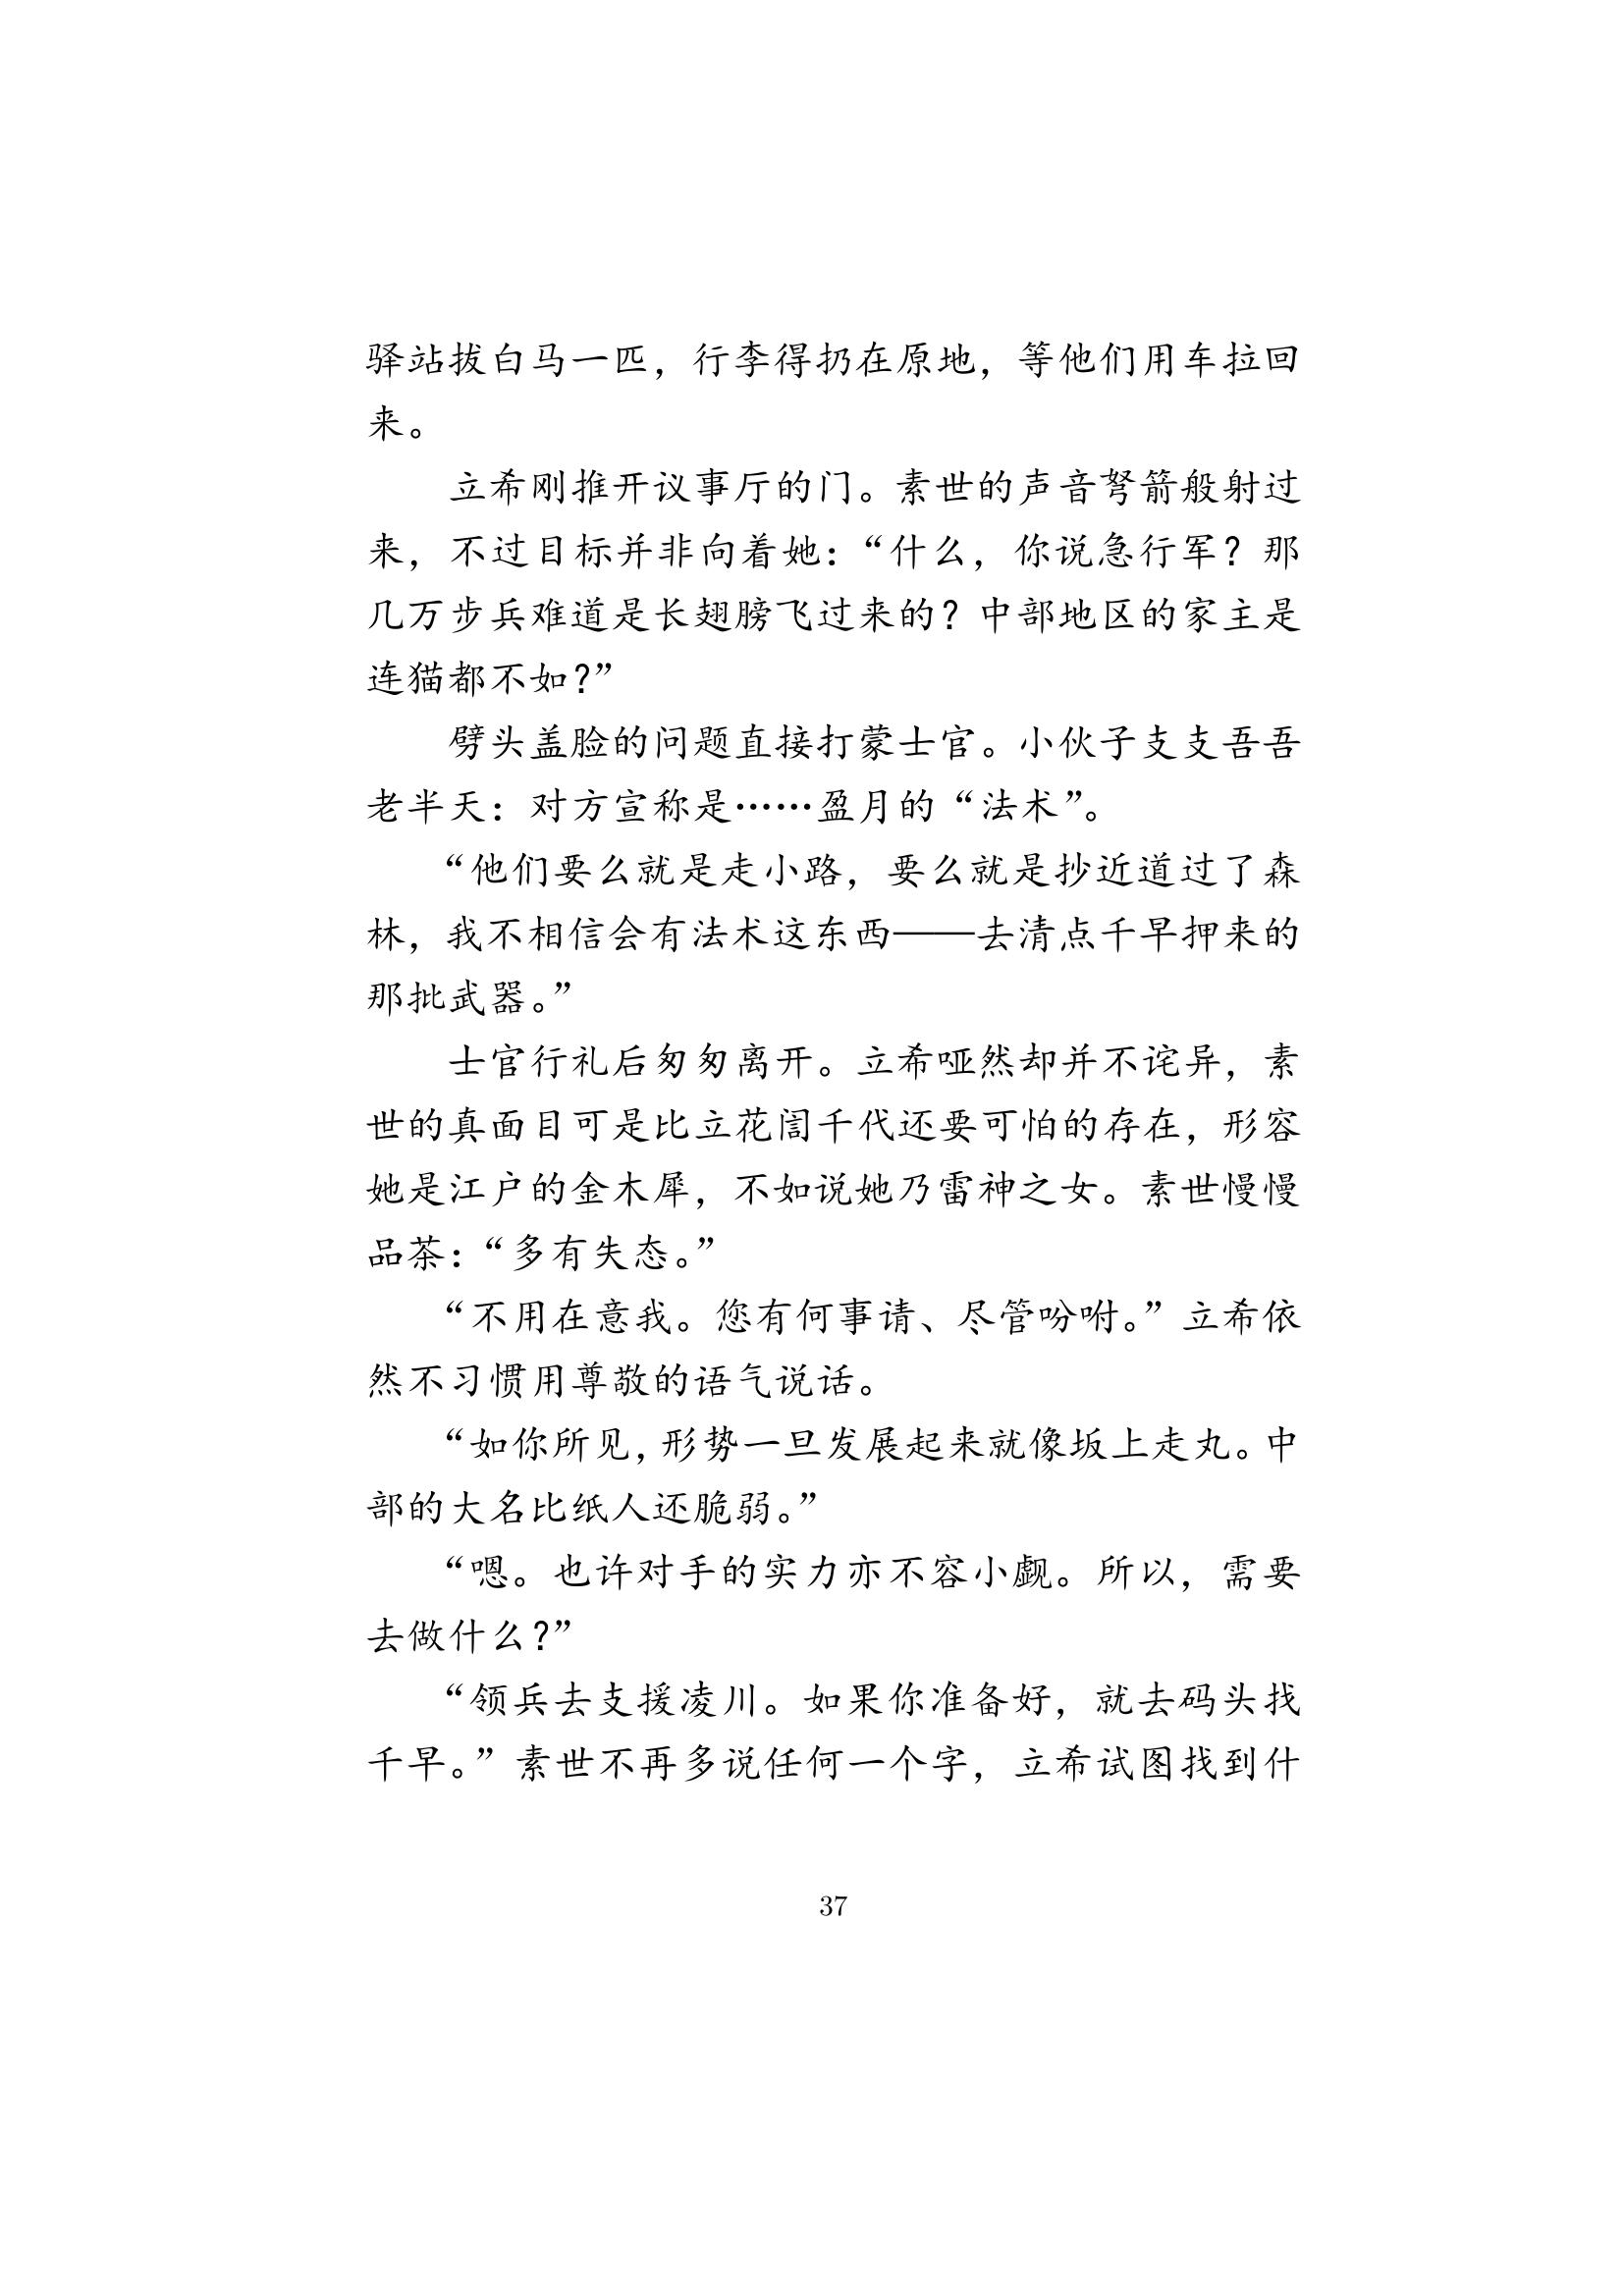 驿站拔白马一匹，行李得扔在原地，等他们用车拉回
来。
立希刚推开议事厅的门。素世的声音弩箭般射过
来，不过目标并非向着她：“什么，你说急行军？那
几万步兵难道是长翅膀飞过来的？中部地区的家主是
连猫都不如？”
劈头盖脸的问题直接打蒙士官。小伙子支支吾吾
老半天：对方宣称是……盈月的“法术”。
“他们要么就是走小路，要么就是抄近道过了森
林，我不相信会有法术这东西——去清点千早押来的
那批武器。”
士官行礼后匆匆离开。立希哑然却并不诧异，素
世的真面目可是比立花訚千代还要可怕的存在，形容
她是江户的金木犀，不如说她乃雷神之女。素世慢慢
品茶：“多有失态。”
“不用在意我。您有何事请、尽管吩咐。”立希依
然不习惯用尊敬的语气说话。
“如你所见，形势一旦发展起来就像坂上走丸。中
部的大名比纸人还脆弱。”
“嗯。也许对手的实力亦不容小觑。所以，需要
去做什么？”
“领兵去支援凌川。如果你准备好，就去码头找
千早。”素世不再多说任何一个字，立希试图找到什
37